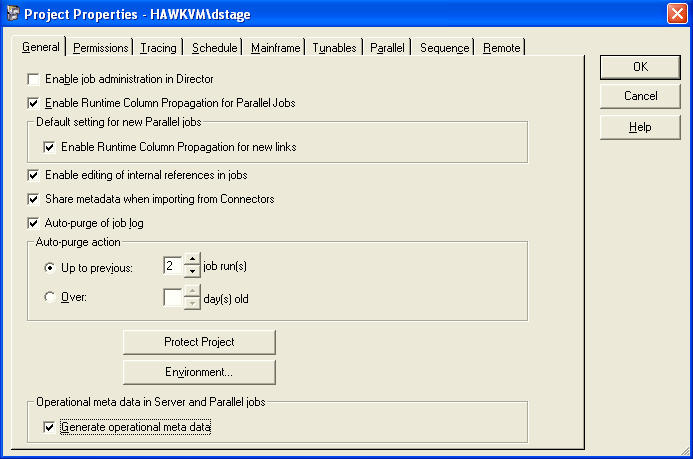 Project Properties - HAWKVM\dstage
General Permissions Tracing Schedule Mainframe Tunables Parallel Sequence Remote
Enable job administration in Director
Enable Runtime Column Propagation for Parallel Jobs
Default setting for new Parallel jobs
Enable Runtime Column Propagation for new links
Enable editing of internal references in jobs
Share metadata when importing from Connectors
Auto-purge of job log
Auto-purge action
Up to previous: 2 job run(s)
Over: day(s) old
Protect Project
Environment...
Operational meta data in Server and Parallel jobs
Generate operational meta data
OK
Cancel
Help